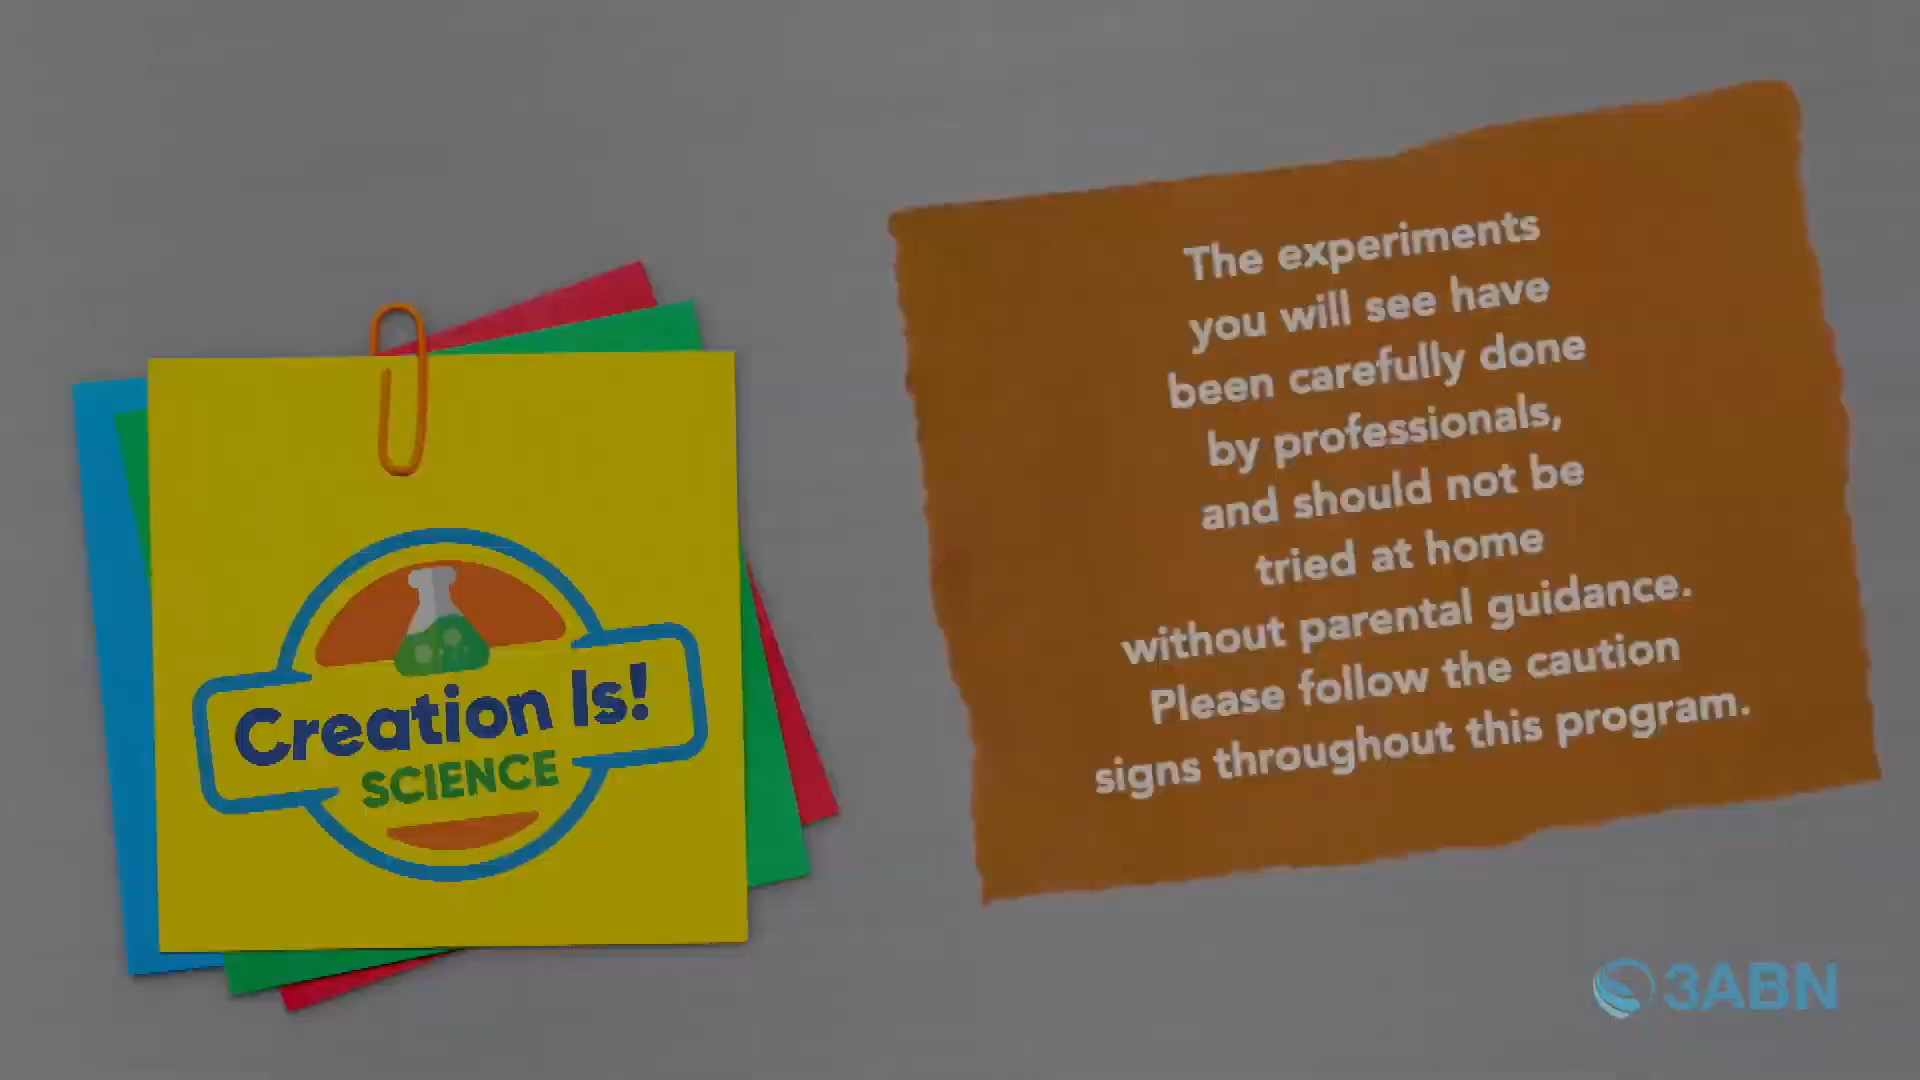 Creation Is!
SCIENCE
The experiments
you will see have
been carefully done
by professionals,
and should not be
tried at home
without parental guidance.
Please follow the caution
signs throughout this program.
3ABN